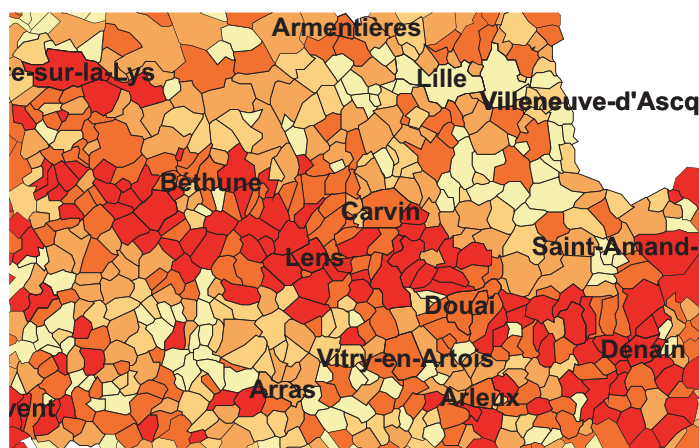 Armentières
re-sur-la-Lys
Lille
Villeneuve-d'Ascq
Béthune
Carvin
Saint-Amand-
Lens
Douai
Denain
Vitry-en-Artois
Arras
Arleux
vent